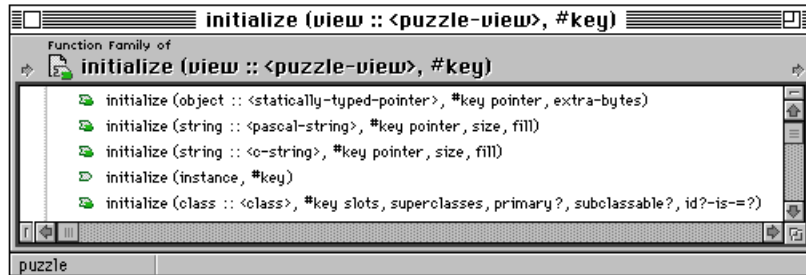 initialize (view :: <puzzle-view>, #key)
Function Family of
initialize (view :: <puzzle-view>, #key)
initialize (object :: <statically-typed-pointer>, #key pointer, extra-bytes)
initialize (string :: <pascal-string>, #key pointer, size, fill)
initialize (string :: <c-string>, #key pointer, size, fill)
initialize (instance, #key)
initialize (class :: <class>, #key slots, superclasses, primary?, subclassable?, id?-is-=?)
r
puzzle